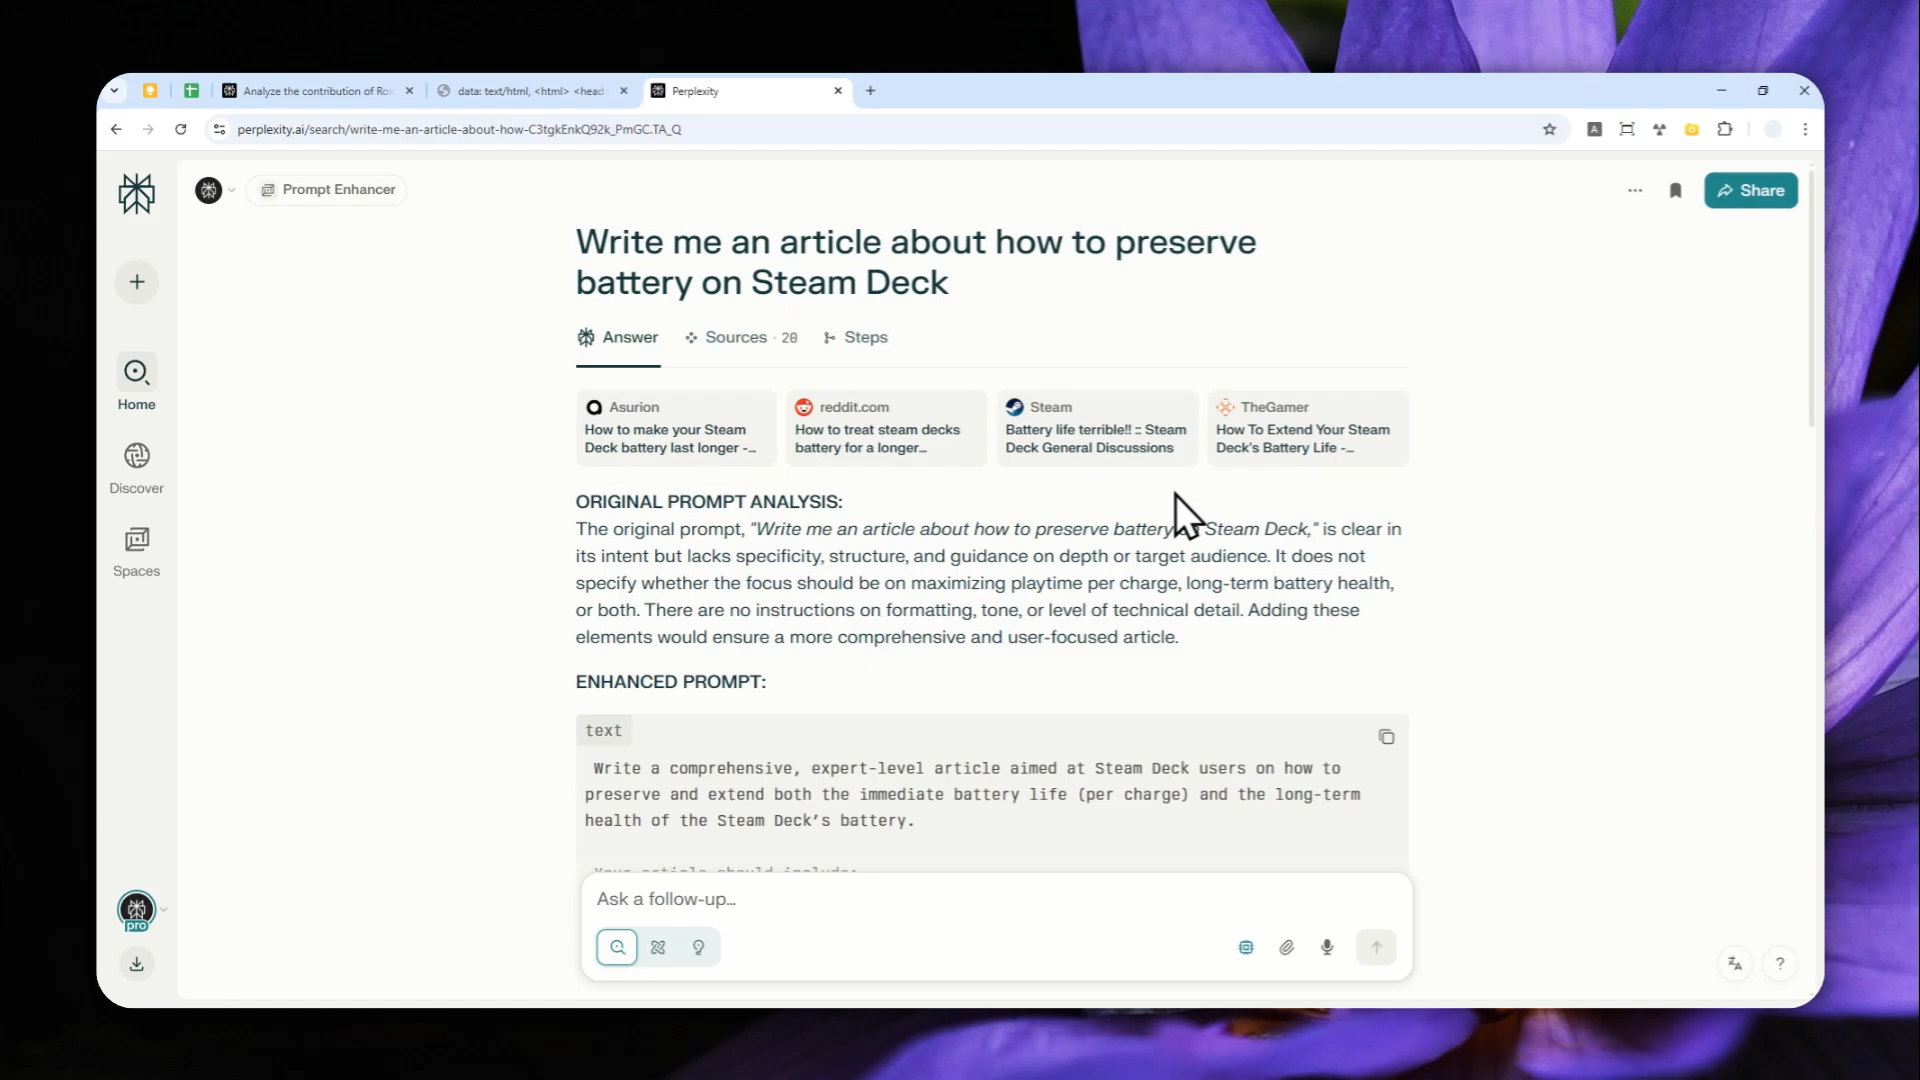 Analyze the contribution of Ron
data: text/html, <html> <head
Perplexity
perplexity.ai/search/write-me-an-article-about-how-C3tgkEnkQ92k_PmGC.TA_Q
A
Prompt Enhancer
Share
Write me an article about how to preserve
battery on Steam Deck
Answer
Sources · 20
Steps
Home
Discover
Spaces
Asurion
How to make your Steam
Deck battery last longer -...
reddit.com
How to treat steam decks
battery for a longer...
Steam
Battery life terrible!! :: Steam
Deck General Discussions
TheGamer
How To Extend Your Steam
Deck's Battery Life -...
ORIGINAL PROMPT ANALYSIS:
The original prompt, "Write me an article about how to preserve battery on Steam Deck," is clear in
its intent but lacks specificity, structure, and guidance on depth or target audience. It does not
specify whether the focus should be on maximizing playtime per charge, long-term battery health,
or both. There are no instructions on formatting, tone, or level of technical detail. Adding these
elements would ensure a more comprehensive and user-focused article.
ENHANCED PROMPT:
text
Write a comprehensive, expert-level article aimed at Steam Deck users on how to
preserve and extend both the immediate battery life (per charge) and the long-term
health of the Steam Deck’s battery.
Your article should include:
Ask a follow-up...
pro
?